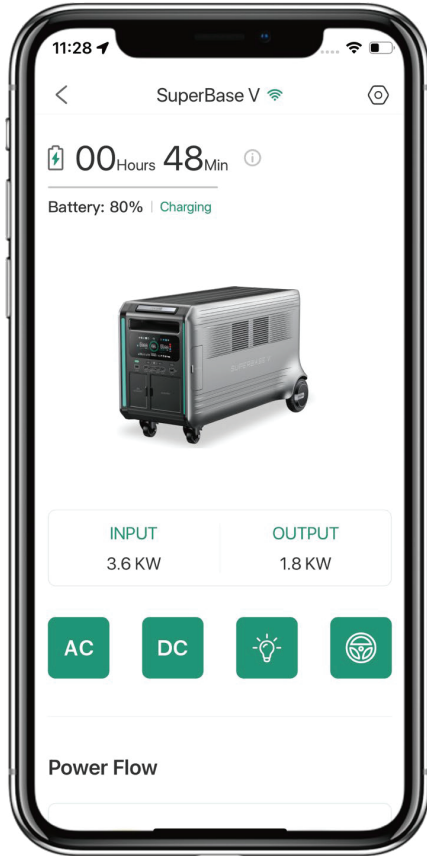 11:28
SuperBase V
00Hours 48Min
Battery: 80% | Charging
SUPERBASE V
INPUT
OUTPUT
3.6 KW
1.8 KW
AC
DC
Power Flow